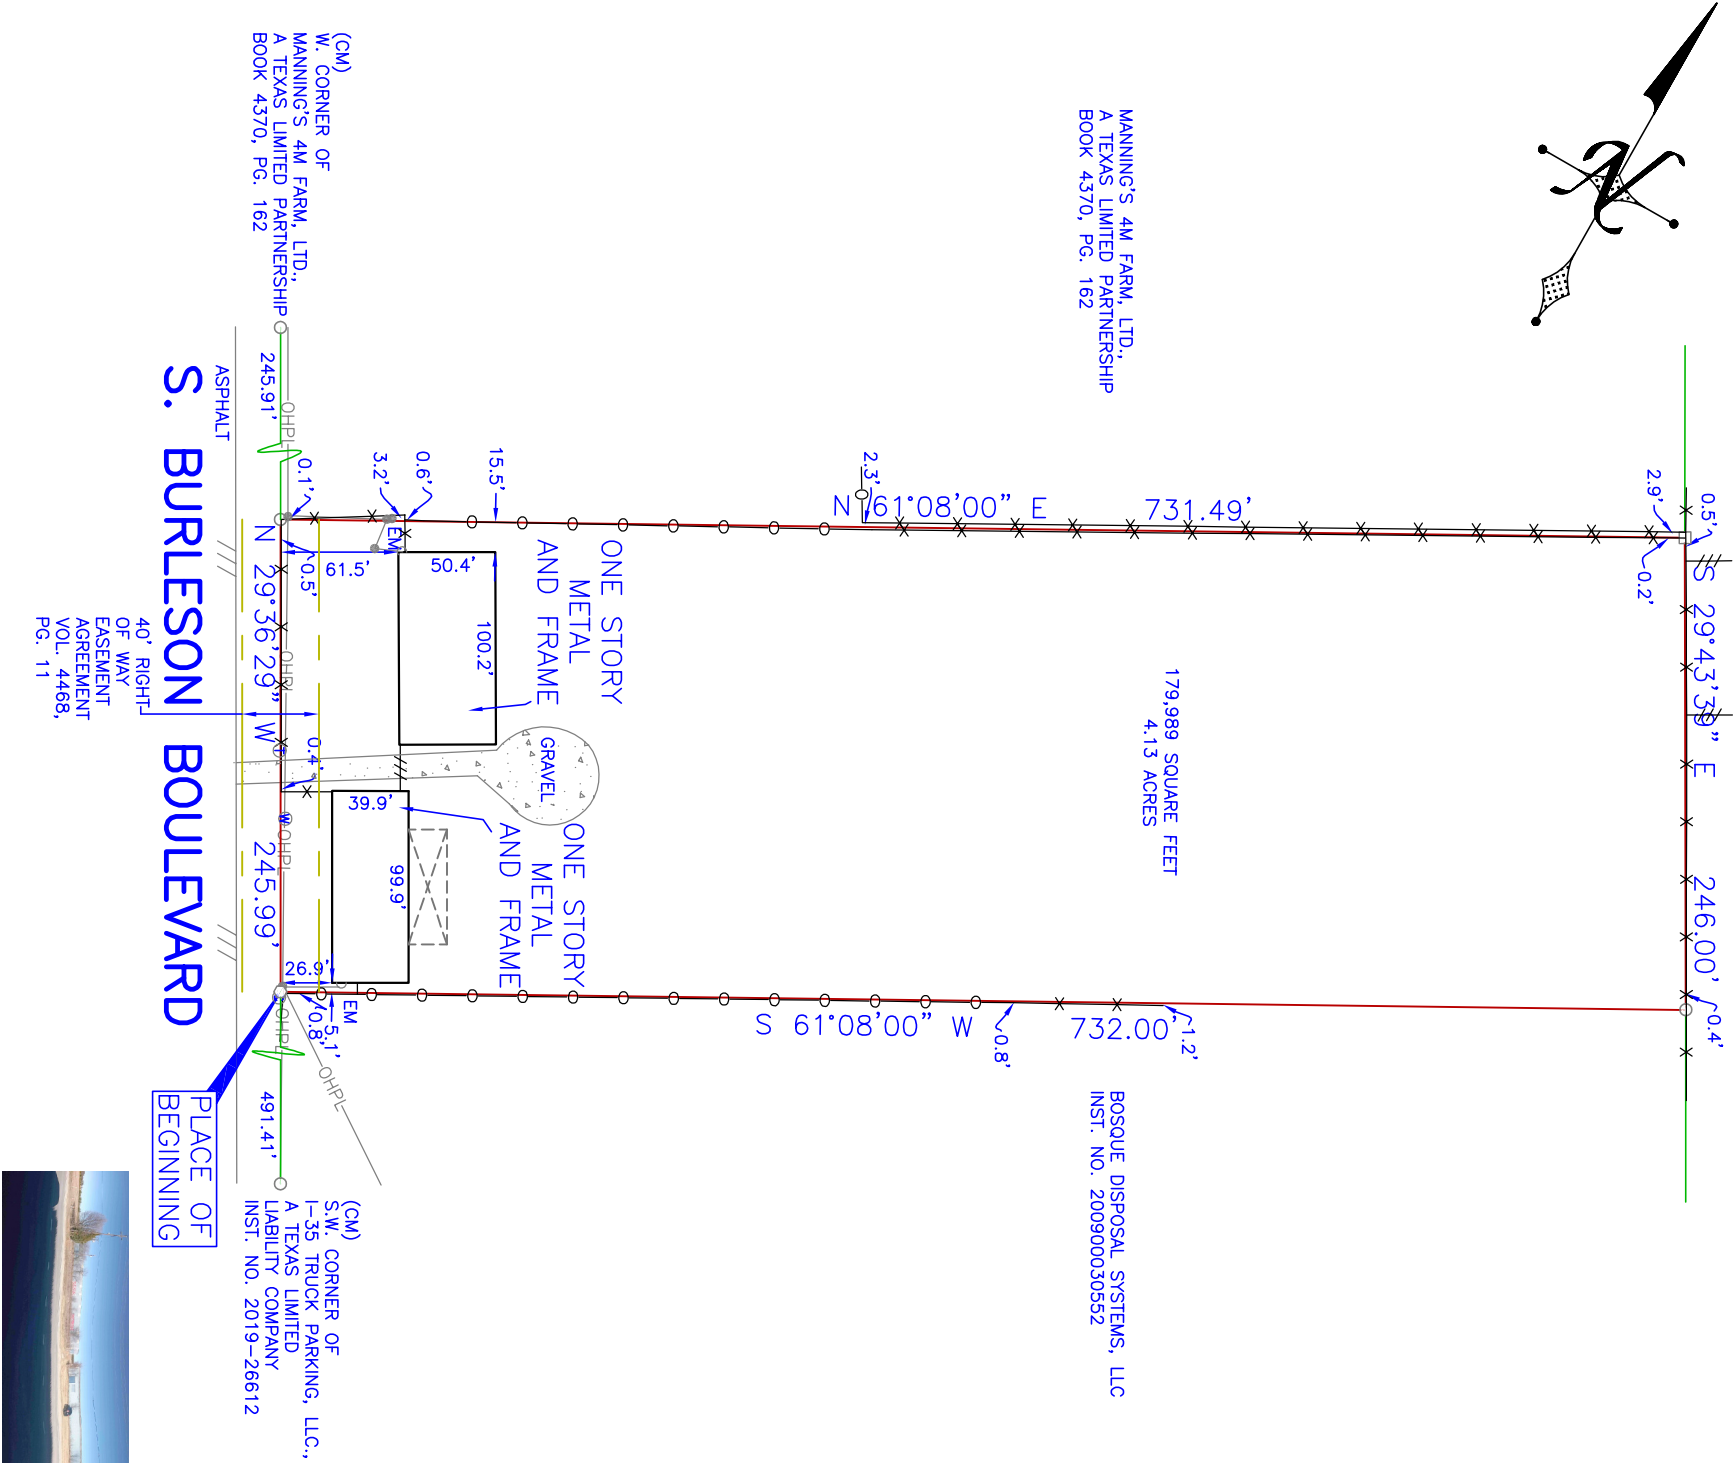 N
(CM)
W. CORNER OF
MANNING'S 4M FARM, LTD.,
A TEXAS LIMITED PARTNERSHIP
BOOK 4370, PG. 162
MANNING'S 4M FARM, LTD.,
A TEXAS LIMITED PARTNERSHIP
BOOK 4370, PG. 162
245.91'
OHPL
ASPHALT
S. BURLESON BOULEVARD
0.1'
3.2'
0.6'
15.5'
2.3'
N 61°08'00" E 731.49'
2.9'
0.5'
0.2'
S 29°43'39" E 246.00'
0.4'
N 29°36'29" W 245.99'
0.5'
61.5'
EM
50.4'
100.2'
ONE STORY
METAL
AND FRAME
OHPL
40' RIGHT
OF WAY
EASEMENT
AGREEMENT
VOL. 4468,
PG. 11
179,989 SQUARE FEET
4.13 ACRES
GRAVEL
T
0.4'
W
OHPL
39.9'
99.9'
ONE STORY
METAL
AND FRAME
26.9'
EM
0.8'
5.1'
OHPL
OHPL
S 61°08'00" W 732.00'
0.8'
1.2'
491.41'
PLACE OF
BEGINNING
BOSQUE DISPOSAL SYSTEMS, LLC
INST. NO. 200900030552
(CM)
S.W. CORNER OF
I-35 TRUCK PARKING, LLC.,
A TEXAS LIMITED
LIABILITY COMPANY
INST. NO. 2019-26612